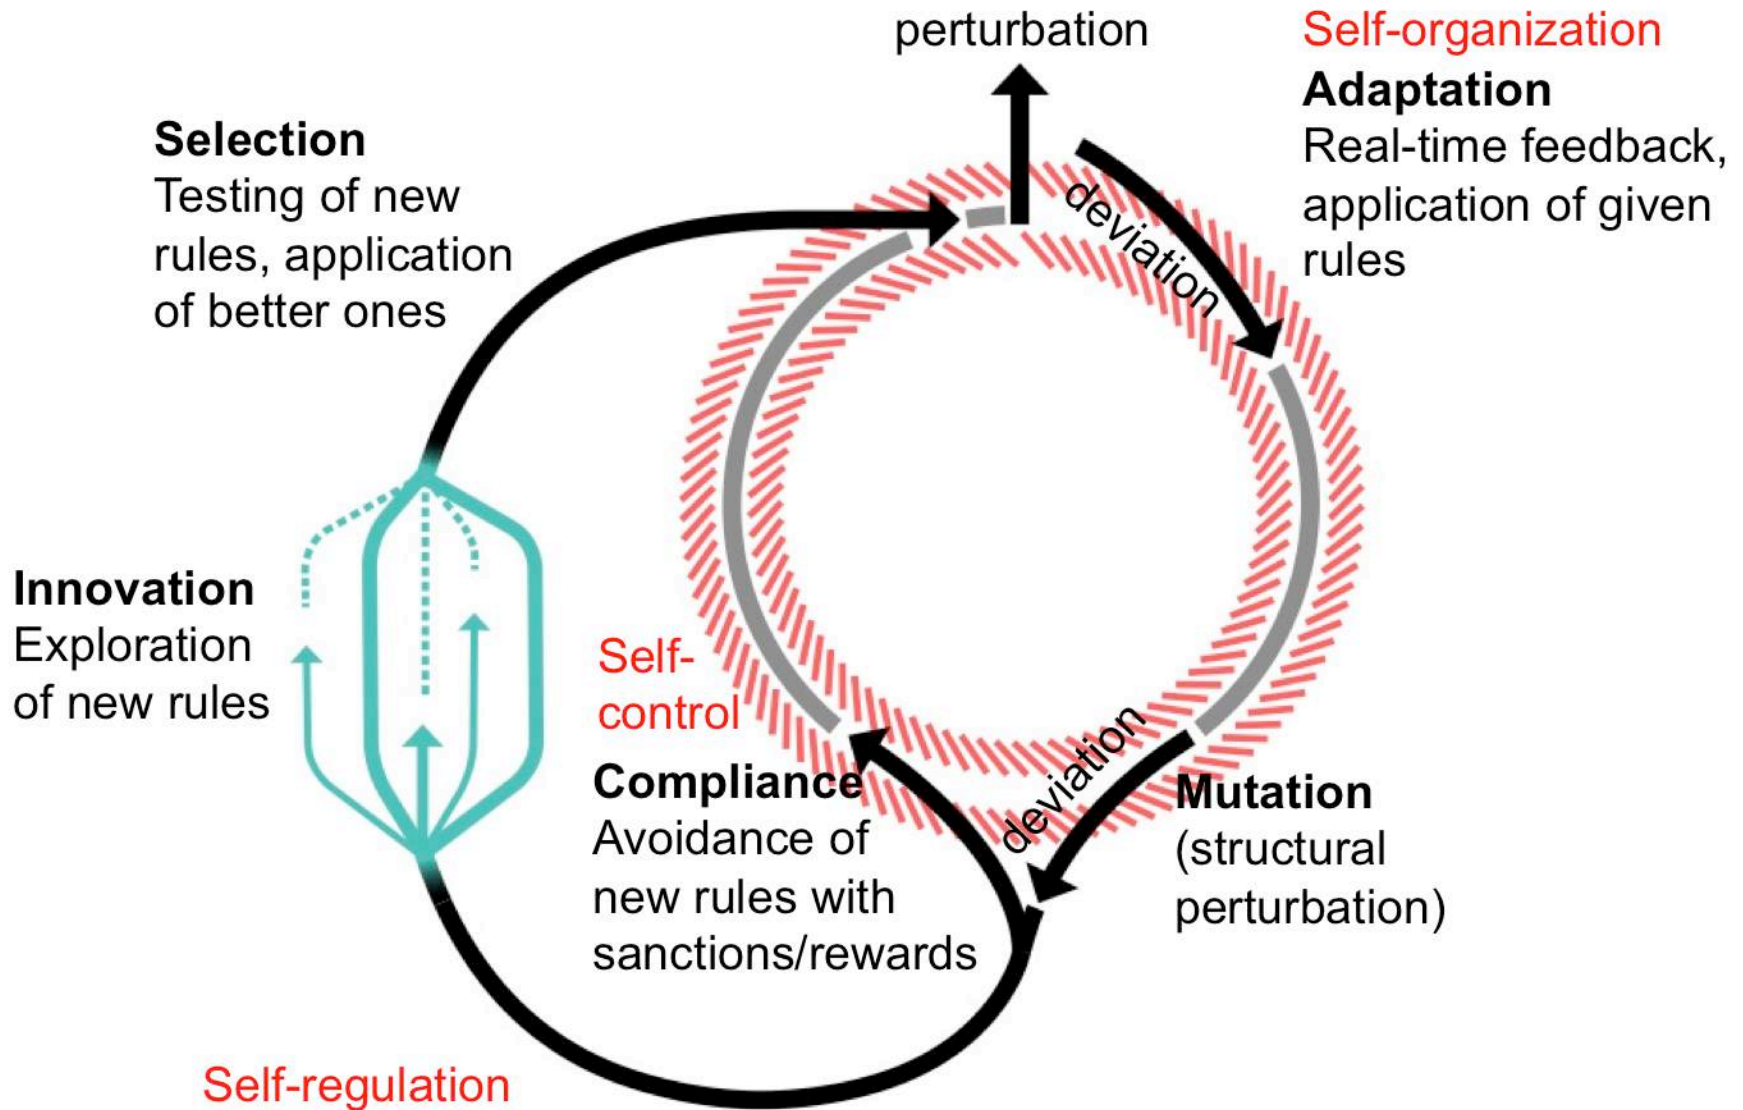 perturbation
Self-organization
Adaptation
Real-time feedback,
application of given
rules
Selection
Testing of new
rules, application
of better ones
deviation
Innovation
Exploration
of new rules
Self-
control
Compliance
Avoidance of
new rules with
sanctions/rewards
deviation
Mutation
(structural
perturbation)
Self-regulation